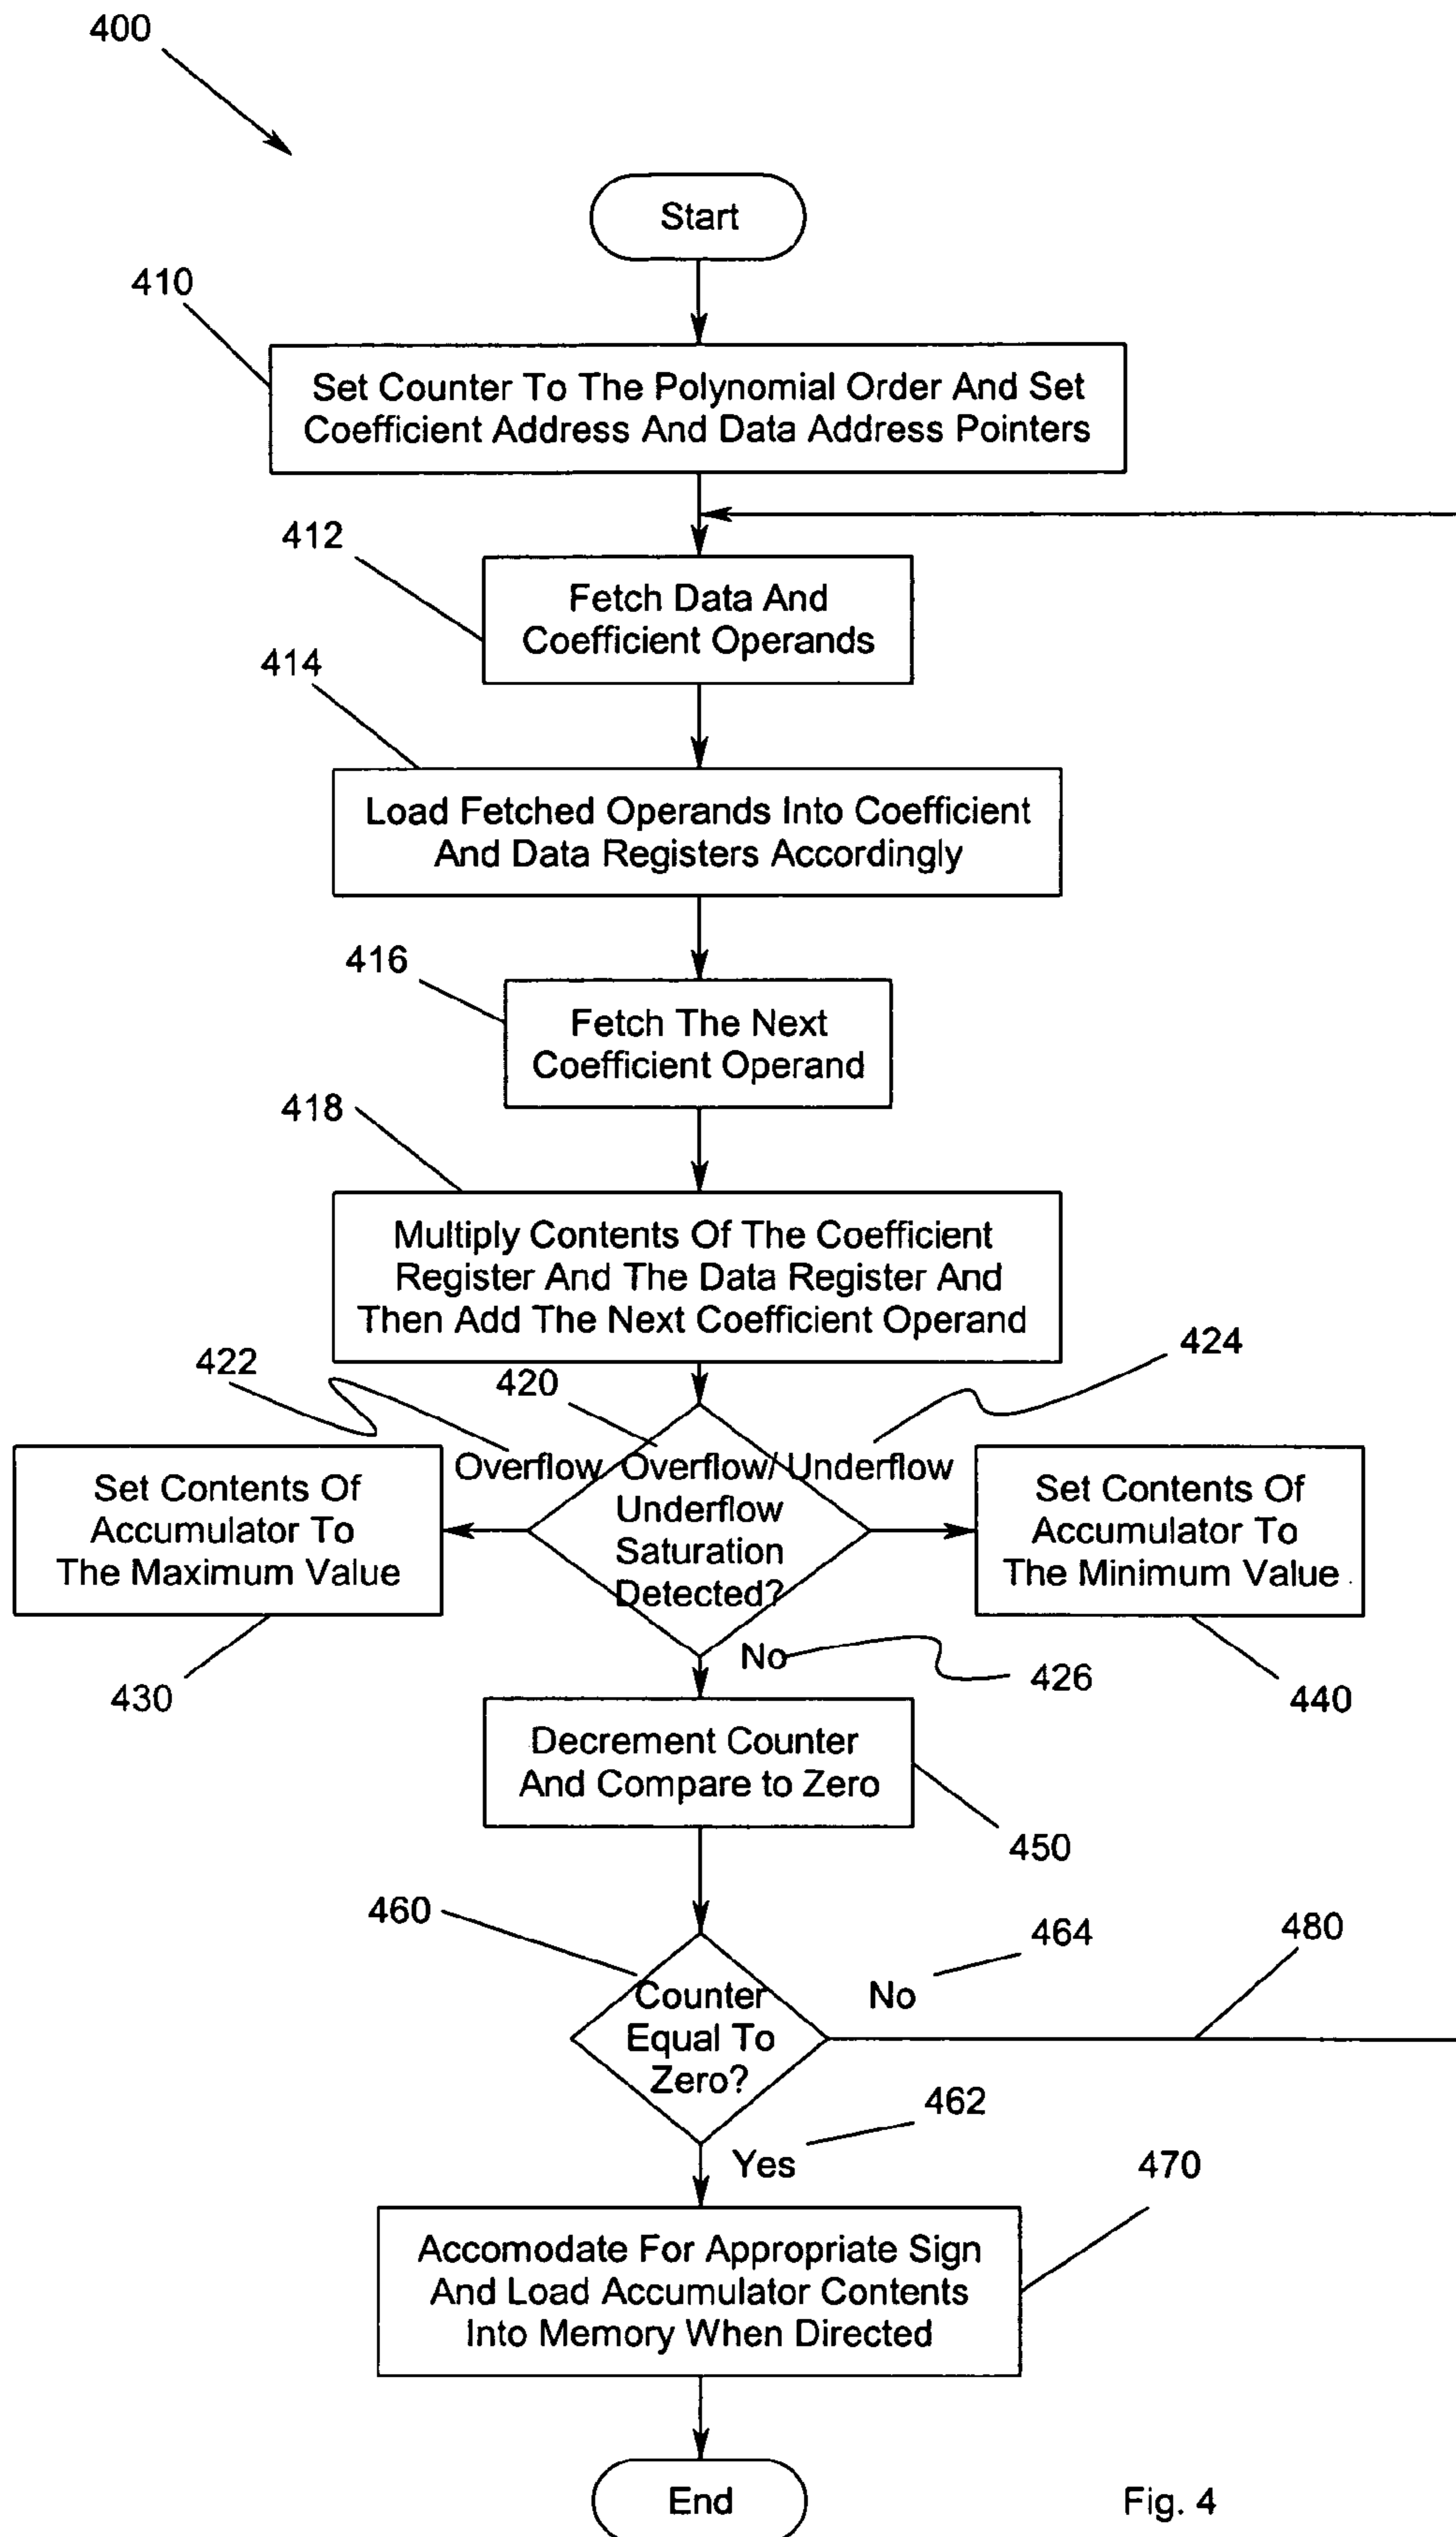 400
Start
410
Set Counter To The Polynomial Order And Set
Coefficient Address And Data Address Pointers
412
Fetch Data And
Coefficient Operands
414
Load Fetched Operands Into Coefficient
And Data Registers Accordingly
416
Fetch The Next
Coefficient Operand
418
Multiply Contents Of The Coefficient
Register And The Data Register And
Then Add The Next Coefficient Operand
422
420
424
Overflow
Overflow/
Underflow
Saturation
Detected?
Underflow
Set Contents Of
Accumulator To
The Maximum Value
Set Contents Of
Accumulator To
The Minimum Value
430
No
426
440
Decrement Counter
And Compare to Zero
450
460
Counter
Equal To
Zero?
No
464
480
Yes
462
470
Accomodate For Appropriate Sign
And Load Accumulator Contents
Into Memory When Directed
End
Fig. 4